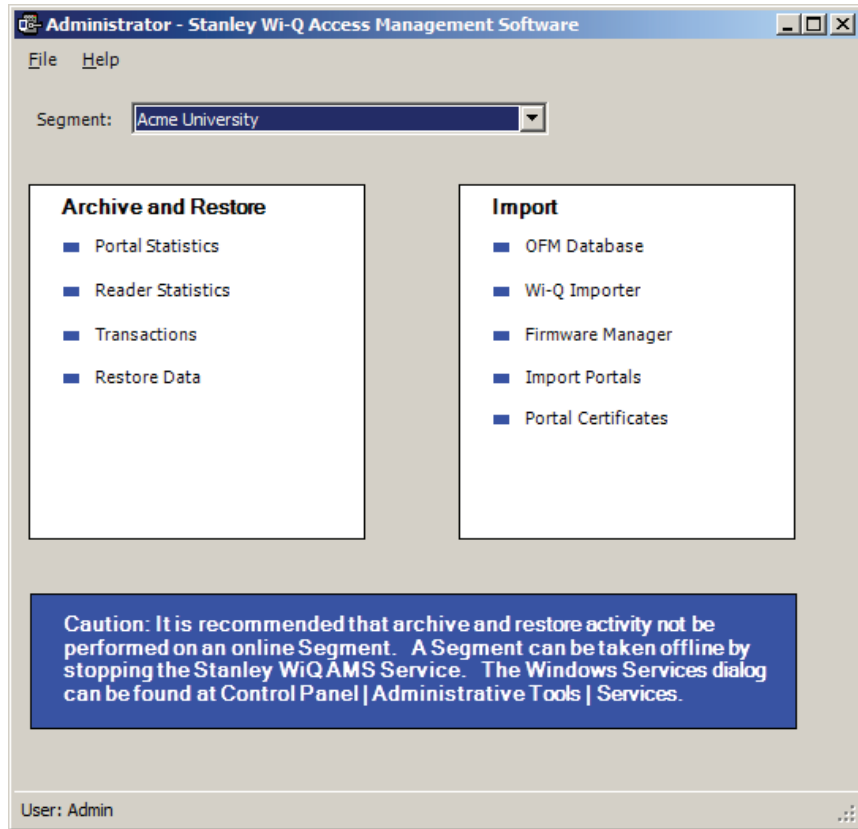 Administrator - Stanley Wi-Q Access Management Software
File Help
Segment: Acme University
Archive and Restore
Portal Statistics
Reader Statistics
Transactions
Restore Data
Import
OFM Database
Wi-Q Importer
Firmware Manager
Import Portals
Portal Certificates
Caution: It is recommended that archive and restore activity not be
performed on an online Segment. A Segment can be taken offline by
stopping the Stanley WiQ AMS Service. The Windows Services dialog
can be found at Control Panel | Administrative Tools | Services.
User: Admin